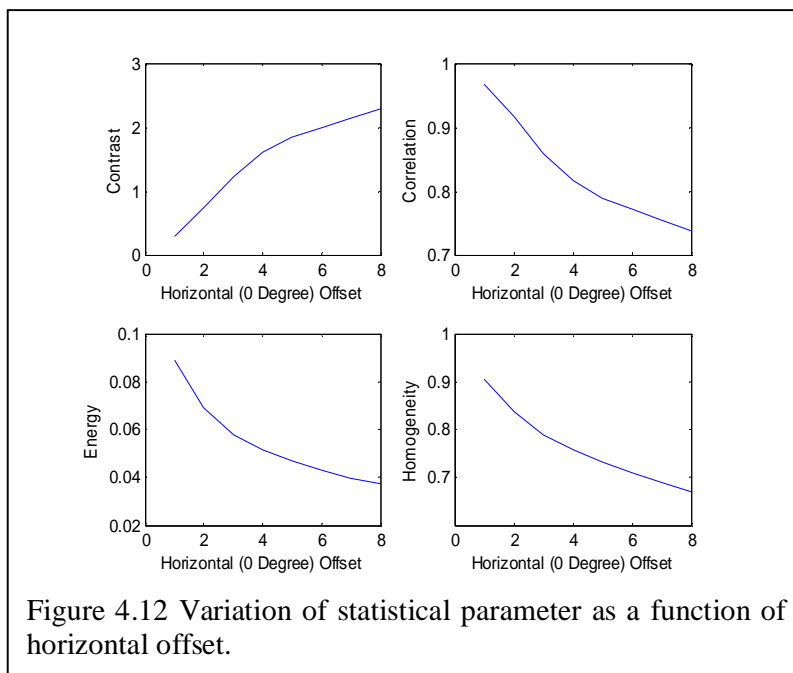 3
2
1
0
Contrast
0 2 4 6 8
Horizontal (0 Degree) Offset
1
0.9
0.8
0.7
Correlation
0 2 4 6 8
Horizontal (0 Degree) Offset
0.1
0.08
0.06
0.04
0.02
Energy
0 2 4 6 8
Horizontal (0 Degree) Offset
1
0.9
0.8
0.7
Homogeneity
0 2 4 6 8
Horizontal (0 Degree) Offset
Figure 4.12 Variation of statistical parameter as a function of
horizontal offset.